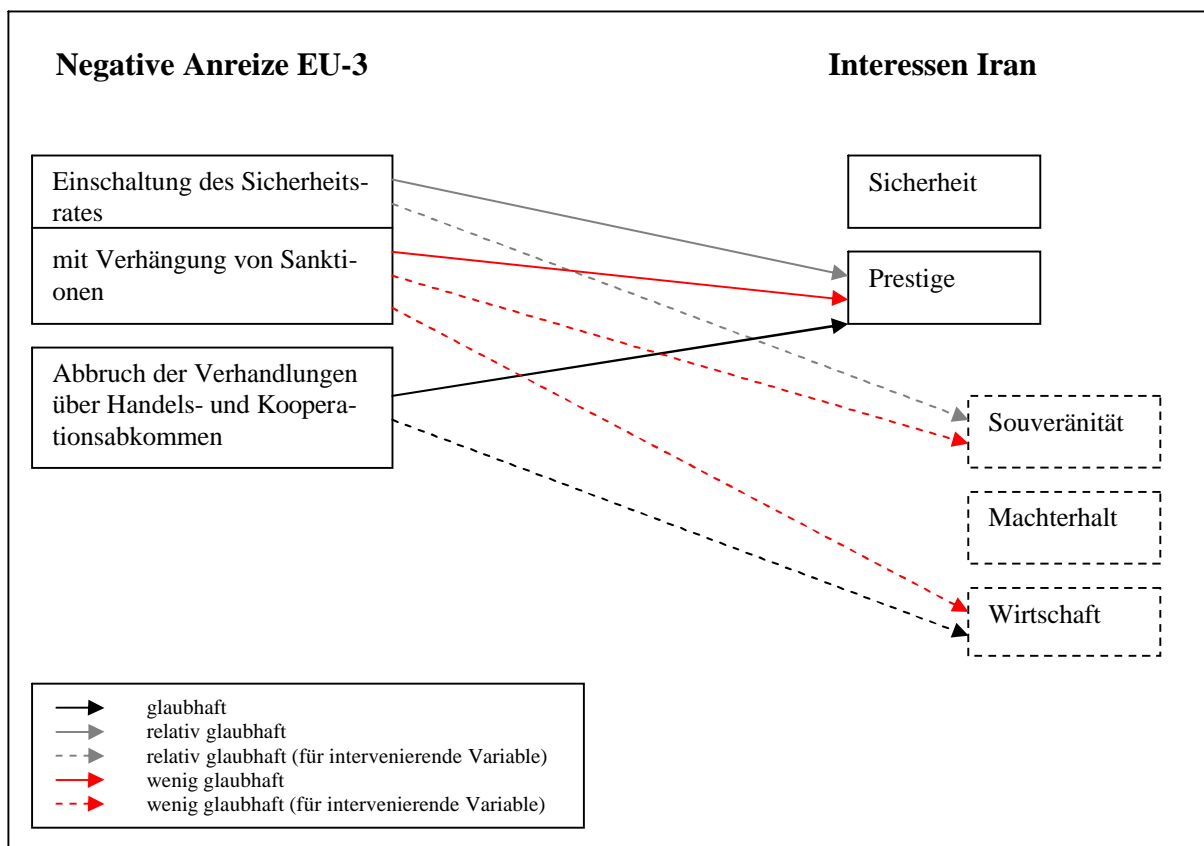 Negative Anreize EU-3
Interessen Iran
Einschaltung des Sicherheits-
rates
mit Verhängung von Sankti-
onen
Abbruch der Verhandlungen
über Handels- und Koopera-
tionsabkommen
Sicherheit
Prestige
Souveränität
Machterhalt
Wirtschaft
glaubhaft
relativ glaubhaft
relativ glaubhaft (für intervenierende Variable)
wenig glaubhaft
wenig glaubhaft (für intervenierende Variable)